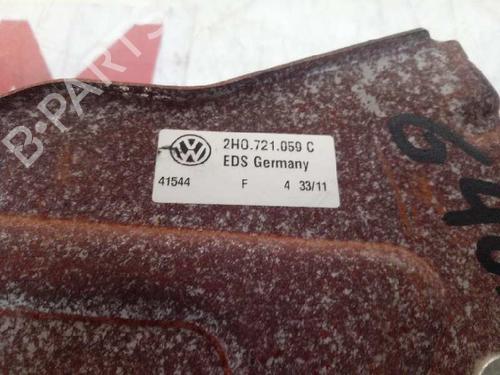 B-PARTS
2H0.721.059 C
EDS Germany
41544 F 4 33/11